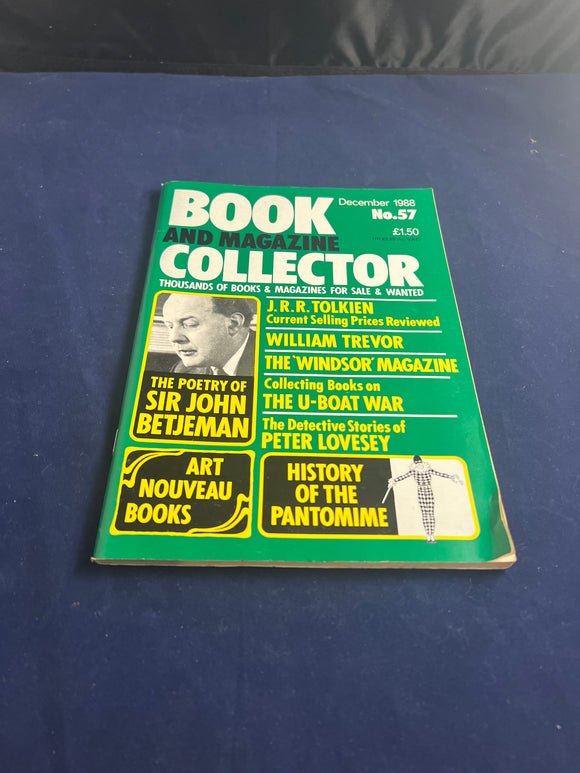 BOOK
AND MAGAZINE
COLLECTOR
December 1988
No.57
£1.50
THOUSANDS OF BOOKS & MAGAZINES FOR SALE & WANTED
J.R.R. TOLKIEN
Current Selling Prices Reviewed
WILLIAM TREVOR
THE 'WINDSOR' MAGAZINE
Collecting Books on
THE U-BOAT WAR
The Detective Stories of
PETER LOVESEY
THE POETRY OF
SIR JOHN
BETJEMAN
ART
NOUVEAU
BOOKS
HISTORY
OF THE
PANTOMIME